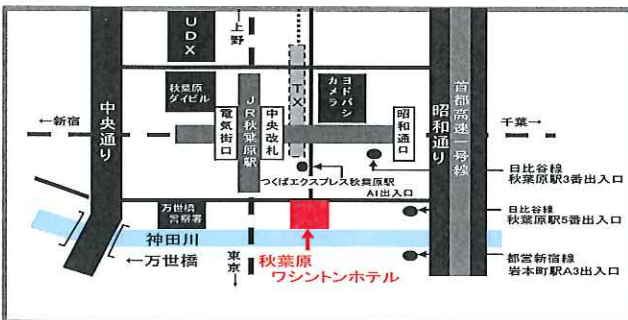 UDX
←上野
TX
秋葉原
ダイビル
ヨドバシ
カメラ
JR秋葉原駅
電気街口
中央改札
昭和通口
中央通り
昭和通り
首都高速一号線
←新宿
千葉→
つくばエクスプレス秋葉原駅
A1出入口
日比谷線
秋葉原駅3番出入口
万世橋
警察署
日比谷線
秋葉原駅5番出入口
神田川
←万世橋
東京→
秋葉原
ワシントンホテル
都営新宿線
岩本町駅A3出入口